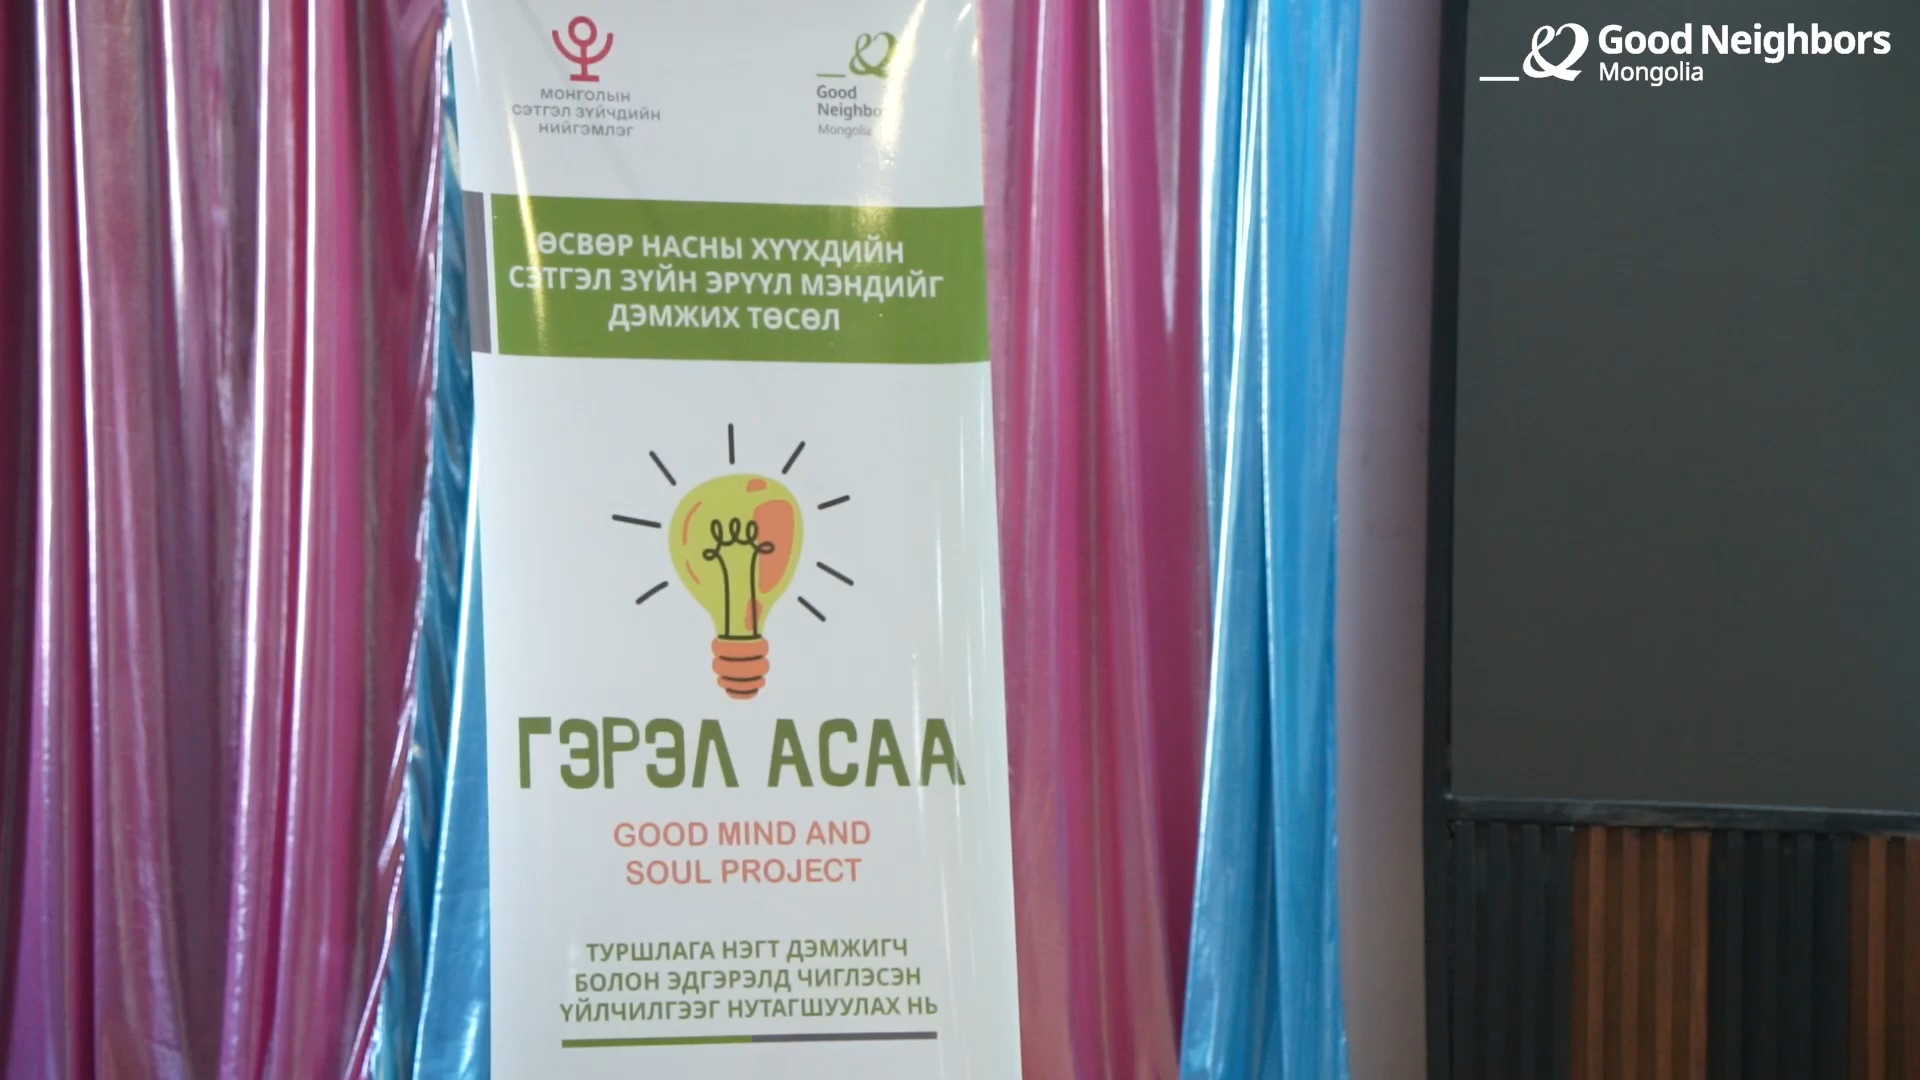 Good Neighbors
Mongolia
МОНГОЛЫН
СЭТГЭЛ ЗҮЙЧДИЙН
НИЙГЭМЛЭГ
Good
Neighbo
Mongolia
ӨСВӨР НАСНЫ ХҮҮХДИЙН
СЭТГЭЛ ЗҮЙН ЭРҮҮЛ МЭНДИЙГ
ДЭМЖИХ ТӨСӨЛ
ГЭРЭЛ АСАА
GOOD MIND AND
SOUL PROJECT
ТУРШЛАГА НЭГТ ДЭМЖИГЧ
БОЛОН ЭДГЭРЭЛД ЧИГЛЭСЭН
ҮЙЛЧИЛГЭЭГ НУТАГШУУЛАХ НЬ